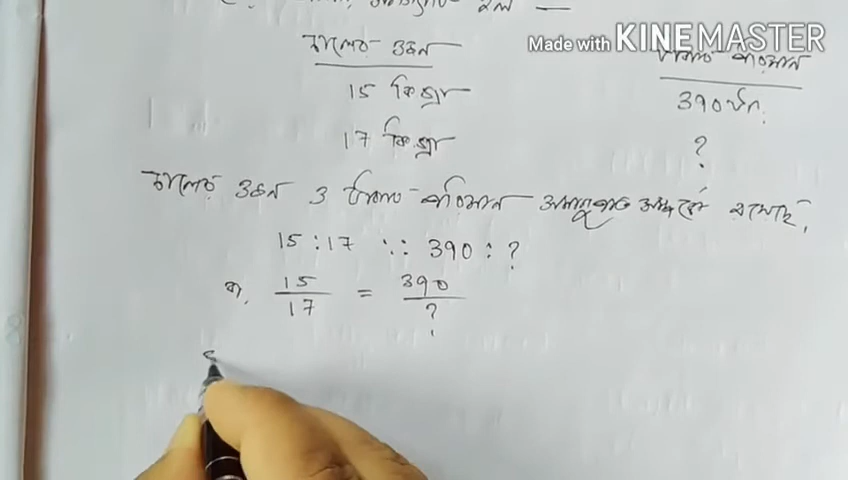 Made with KINEMASTER
চালের ওজন
টাকার পরিমান
15 কিগ্রা
390 টা:
17 কিগ্রা
?
চালের ওজন ও টাকার পরিমান সমানুপাত সম্পর্কে রয়েছে,
15 : 17 :: 390 : ?
বা, 15/17 = 390/?